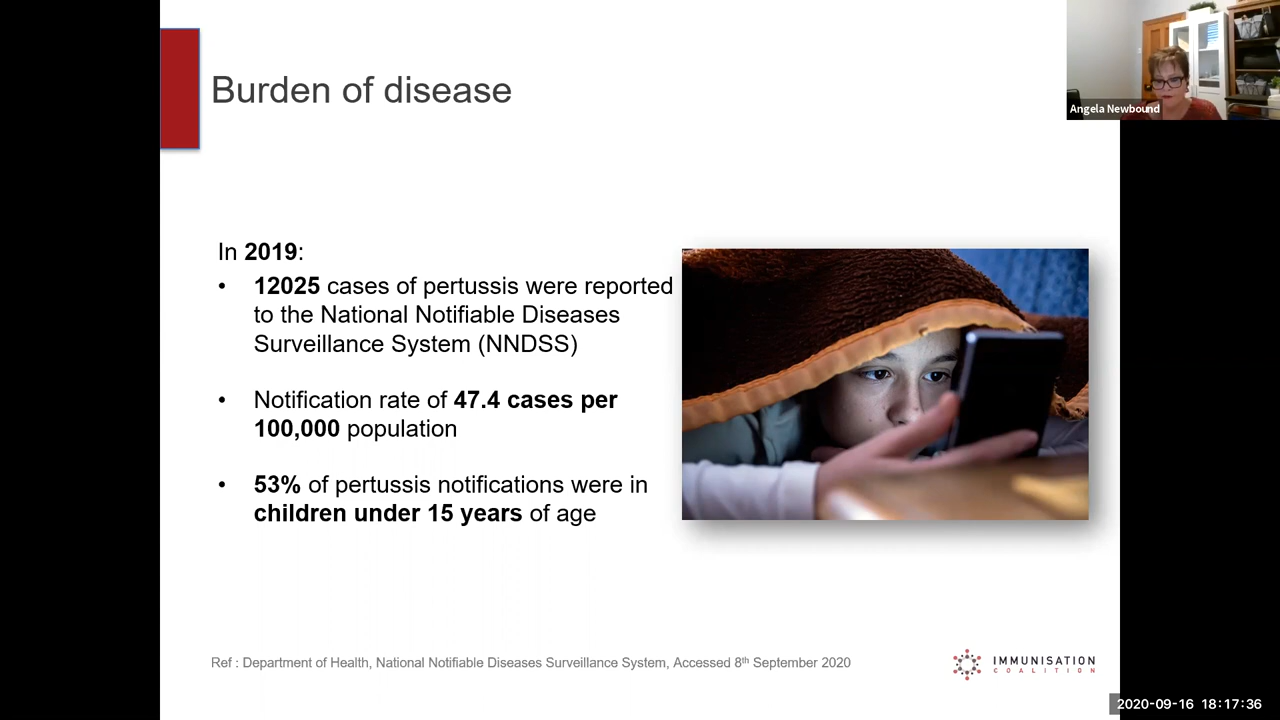 Burden of disease
Angela Newbound
In 2019:
• 12025 cases of pertussis were reported
to the National Notifiable Diseases
Surveillance System (NNDSS)
• Notification rate of 47.4 cases per
100,000 population
• 53% of pertussis notifications were in
children under 15 years of age
Ref : Department of Health, National Notifiable Diseases Surveillance System, Accessed 8th September 2020
IMMUNISATION
COALITION
2020-09-16 18:17:36